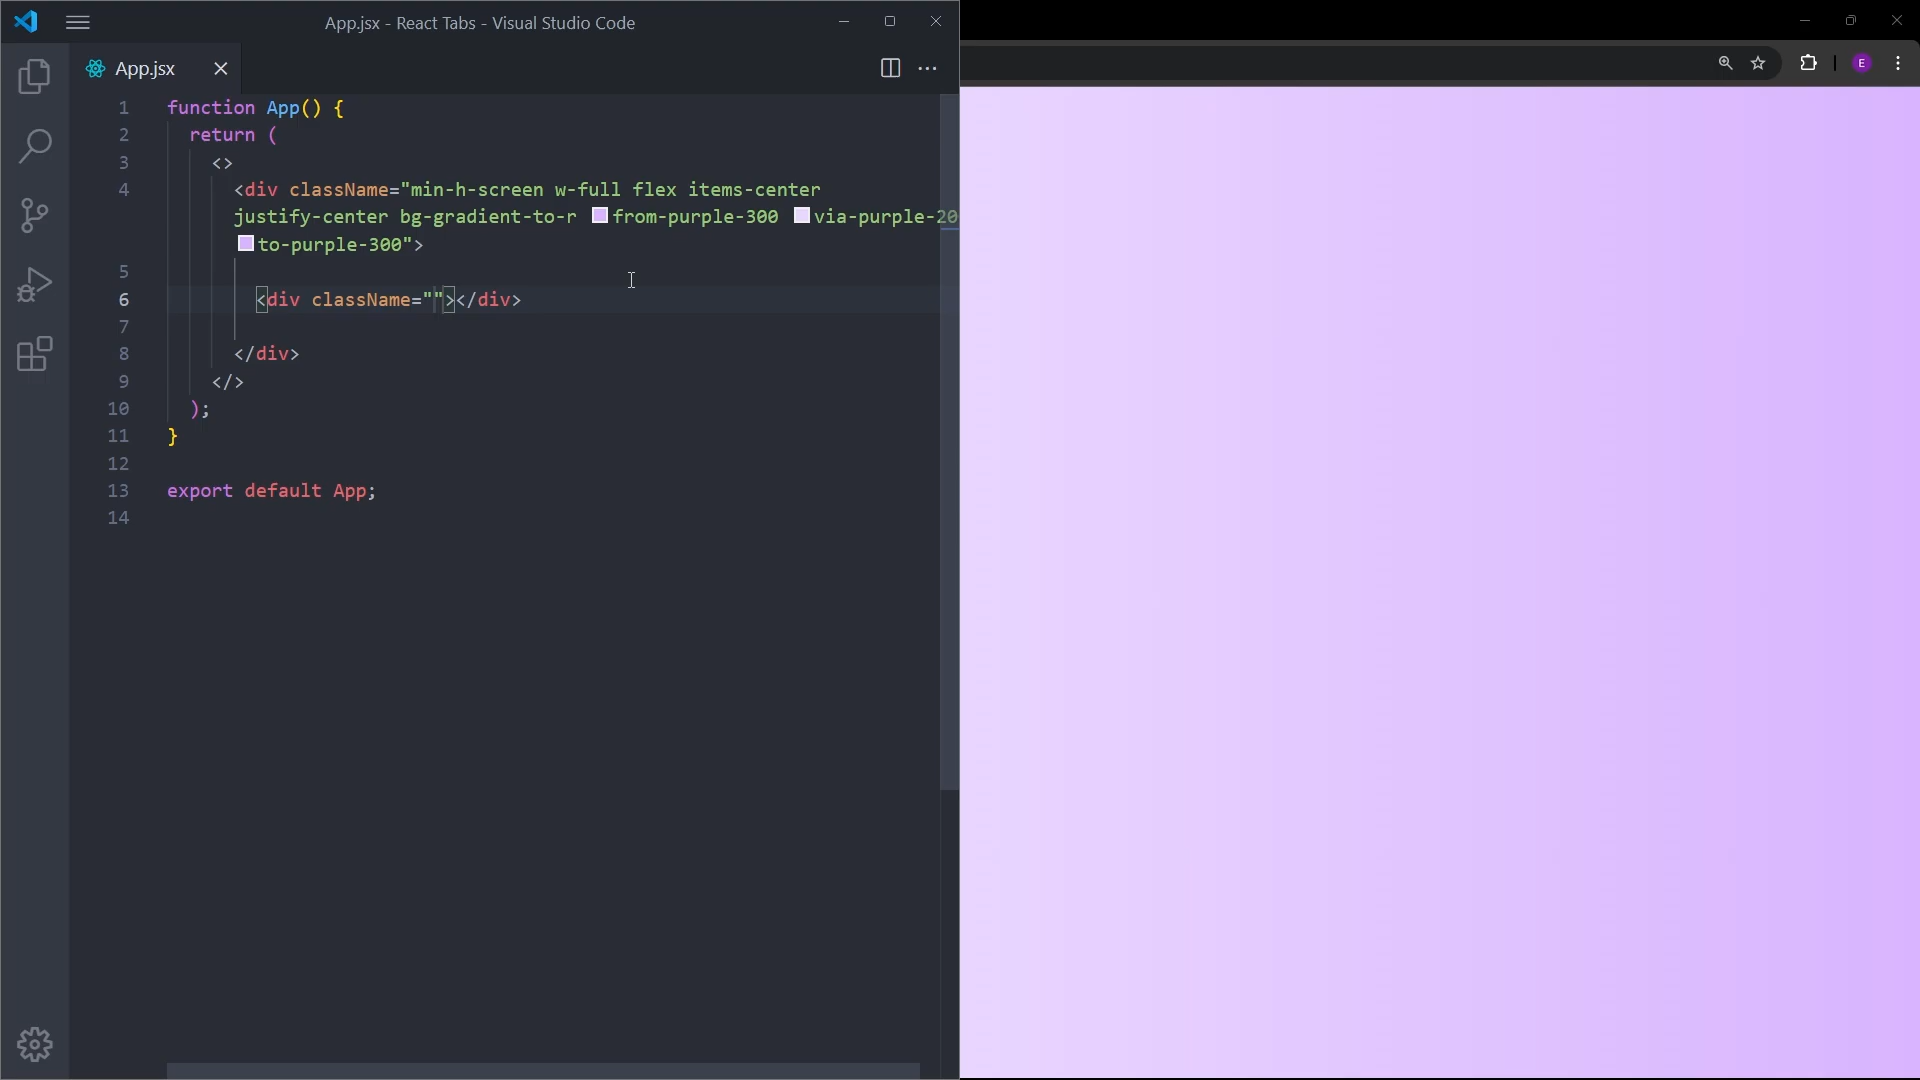 App.jsx - React Tabs - Visual Studio Code
App.jsx
E
1 function App() {
2 return (
3 <>
4 <div className="min-h-screen w-full flex items-center
justify-center bg-gradient-to-r from-purple-300 via-purple-20
to-purple-300">
5
6 <div className=""></div>
7
8 </div>
9 </>
10 );
11 }
12
13 export default App;
14